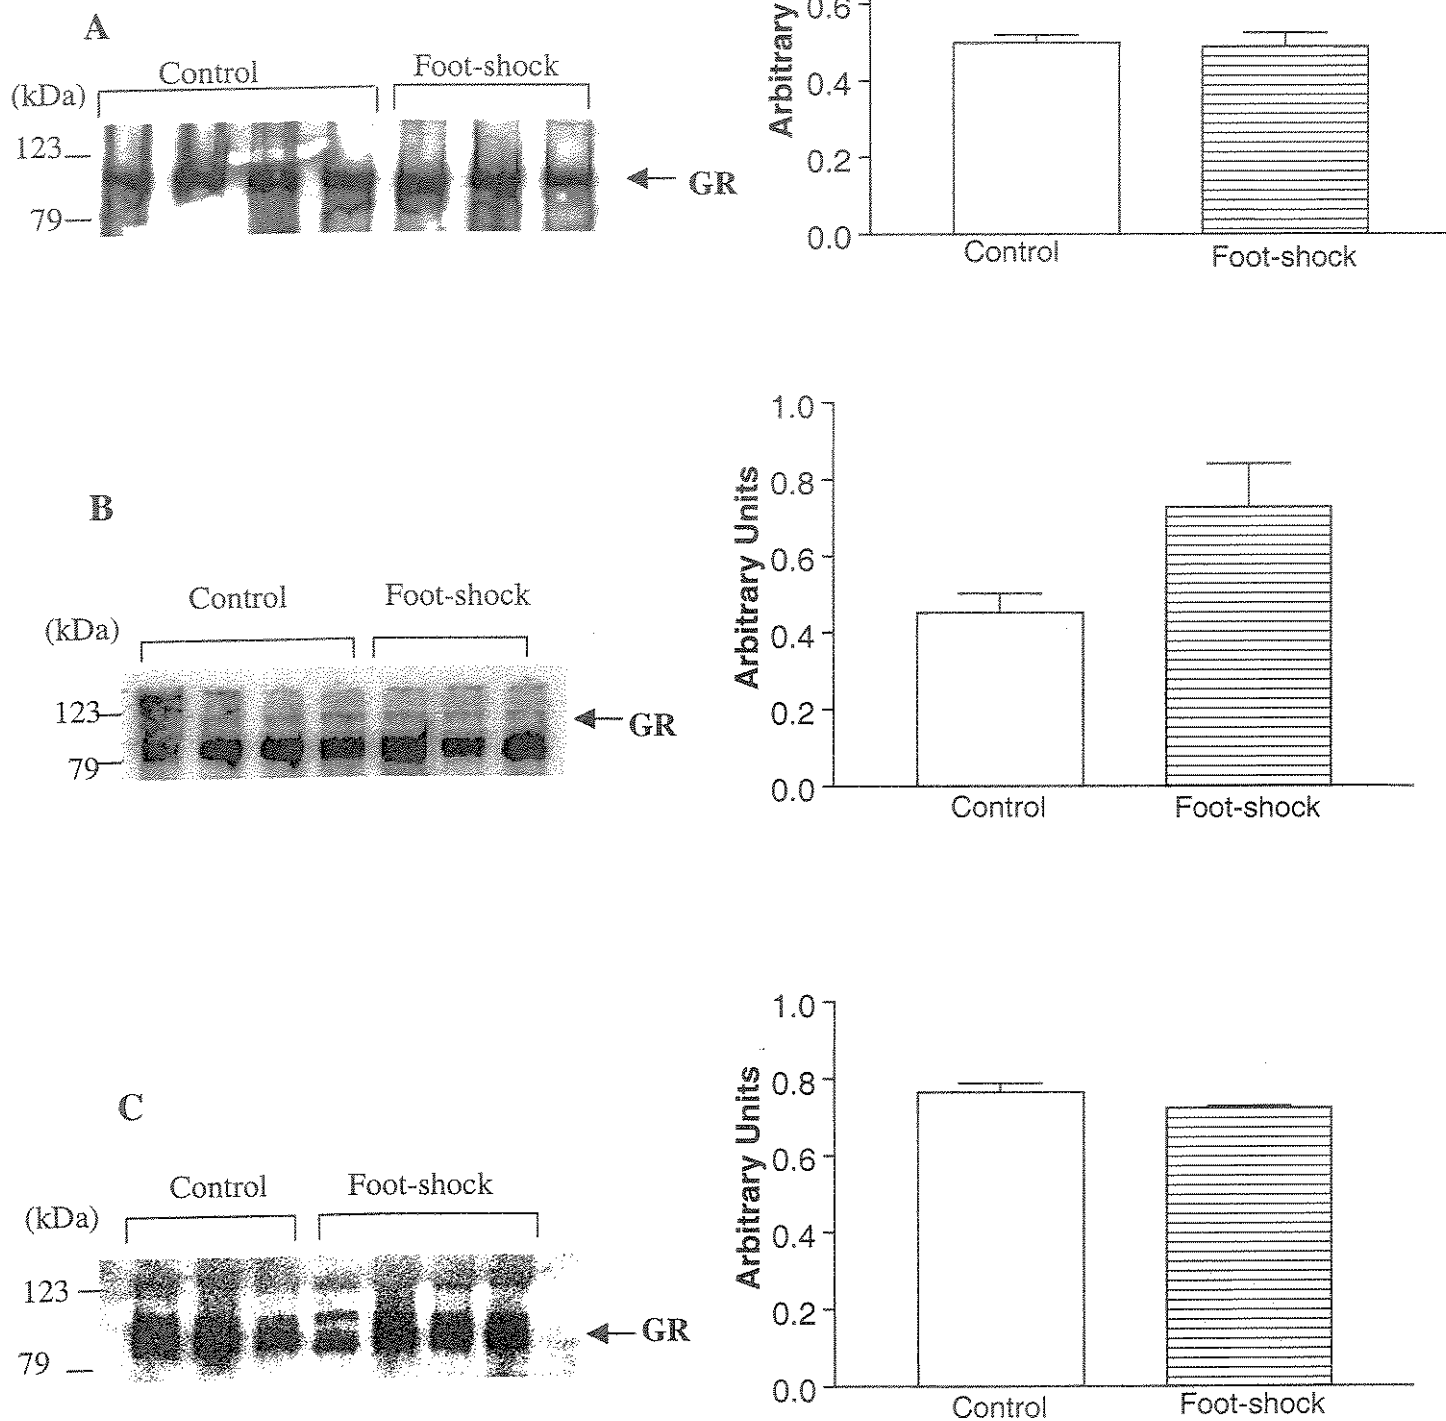 A
Control
Foot-shock
(kDa)
123
79
GR
Arbitrary
0.6
0.4
0.2
0.0
Control
Foot-shock
B
Control
Foot-shock
(kDa)
123
79
GR
Arbitrary Units
1.0
0.8
0.6
0.4
0.2
0.0
Control
Foot-shock
C
Control
Foot-shock
(kDa)
123
79
GR
Arbitrary Units
1.0
0.8
0.6
0.4
0.2
0.0
Control
Foot-shock